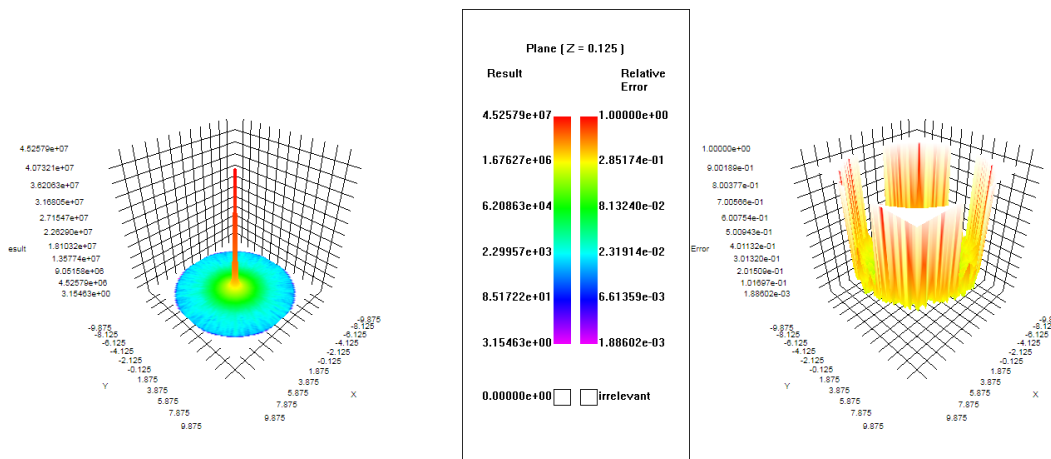 4.52579e+07
4.07321e+07
3.62063e+07
3.16805e+07
2.71547e+07
2.26290e+07
1.81032e+07
esult
1.35774e+07
9.05158e+06
4.52579e+06
3.15463e+00
-9.875
-8.125
-6.125
-4.125
-2.125
-0.125
1.875
3.875
5.875
7.875
9.875
Y
-9.875
-8.125
-6.125
-4.125
-2.125
-0.125
1.875
3.875
5.875
7.875
9.875
X
Plane ( Z = 0.125 )
Result
Relative Error
4.52579e+07 1.00000e+00
1.67627e+06 2.85174e-01
6.20863e+04 8.13240e-02
2.29957e+03 2.31914e-02
8.51722e+01 6.61359e-03
3.15463e+00 1.88602e-03
0.00000e+00 irrelevant
1.00000e+00
9.00189e-01
8.00377e-01
7.00566e-01
6.00754e-01
5.00943e-01
4.01132e-01
Error
3.01320e-01
2.01509e-01
1.01697e-01
1.88602e-03
-9.875
-8.125
-6.125
-4.125
-2.125
-0.125
1.875
3.875
5.875
7.875
9.875
Y
-9.875
-8.125
-6.125
-4.125
-2.125
-0.125
1.875
3.875
5.875
7.875
9.875
X